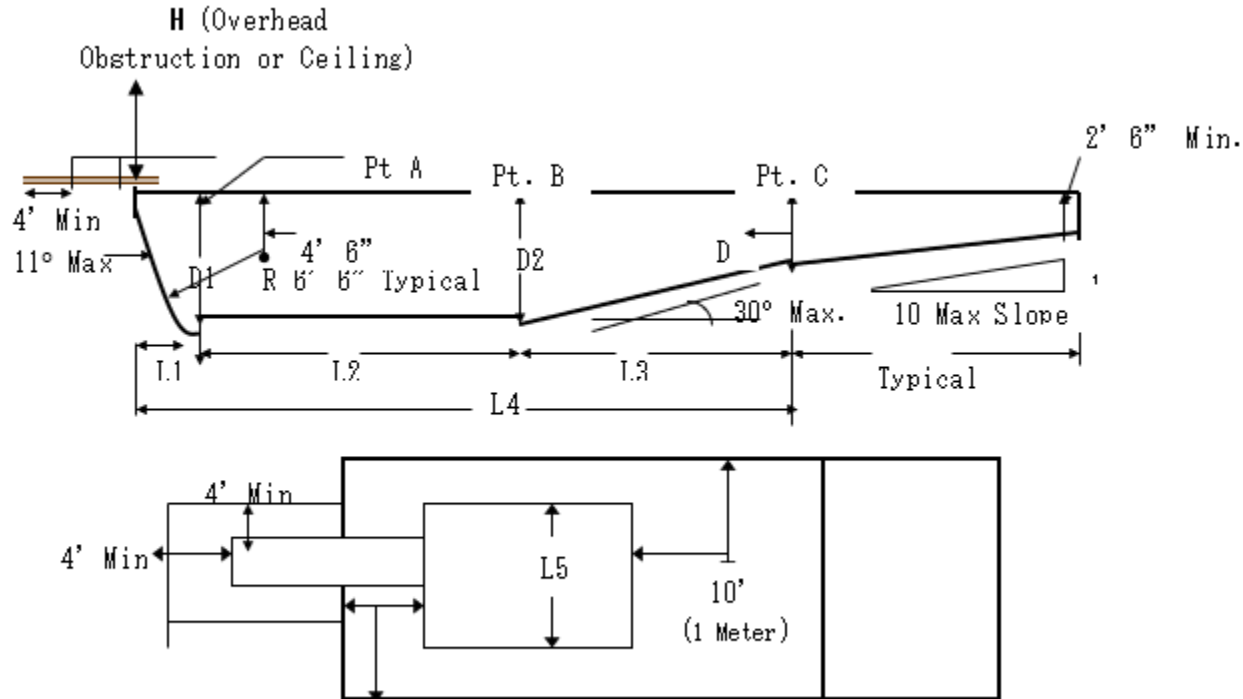 H (Overhead
Obstruction or Ceiling)
2' 6” Min.
Pt A
Pt. B
Pt. C
4' Min
11° Max
D1
4' 6”
R 6' 6” Typical
D2
D
30° Max.
10 Max Slope
1
L1
L2
L3
Typical
L4
4' Min
4' Min
L5
10'
(1 Meter)